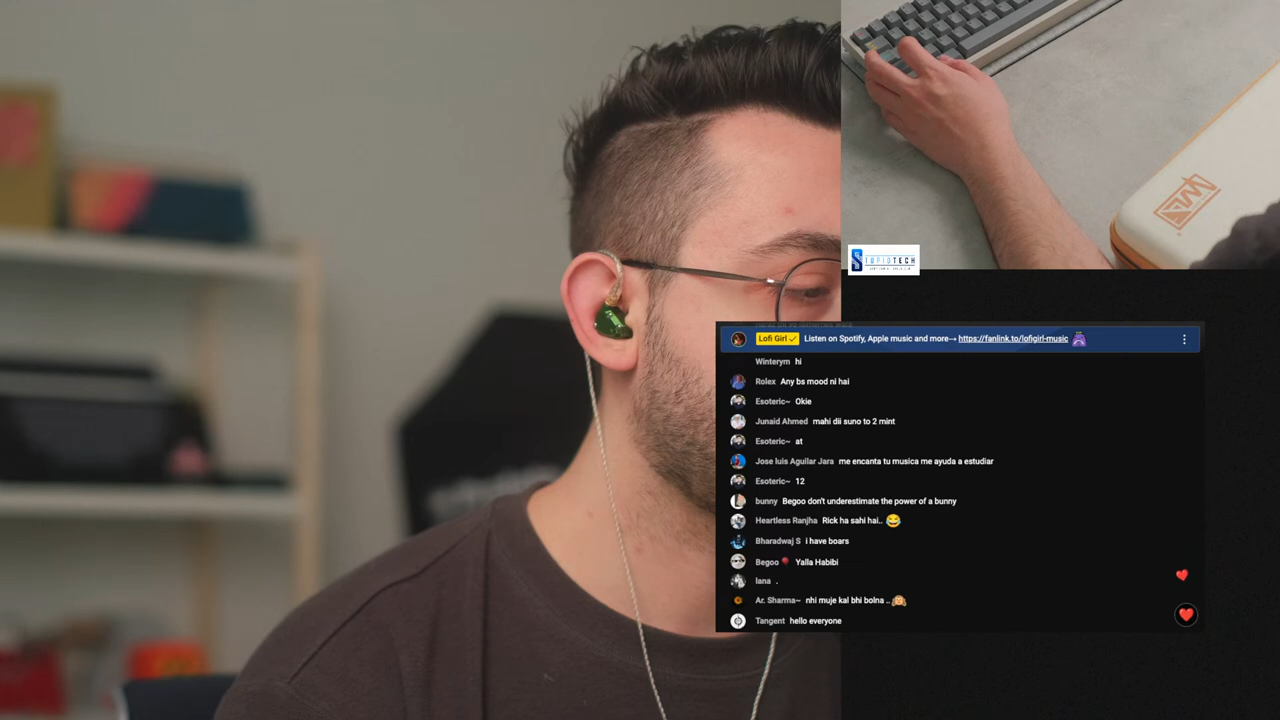 STUPIDTECH
Lofi Girl Listen on Spotify, Apple music and more→ https://fanlink.to/lofigirl-music
Winterym hi
Rolex Any bs mood ni hai
Esoteric~ Okie
Junaid Ahmed mahi dii suno to 2 mint
Esoteric~ at
Jose luis Aguilar Jara me encanta tu musica me ayuda a estudiar
Esoteric~ 12
bunny Begoo don't underestimate the power of a bunny
Heartless Ranjha Rick ha sahi hai.. 😂
Bharadwaj S i have boars
Begoo🌹 Yalla Habibi
lana .
Ar. Sharma~ nhi muje kal bhi bolna .. 🙈
Tangent hello everyone